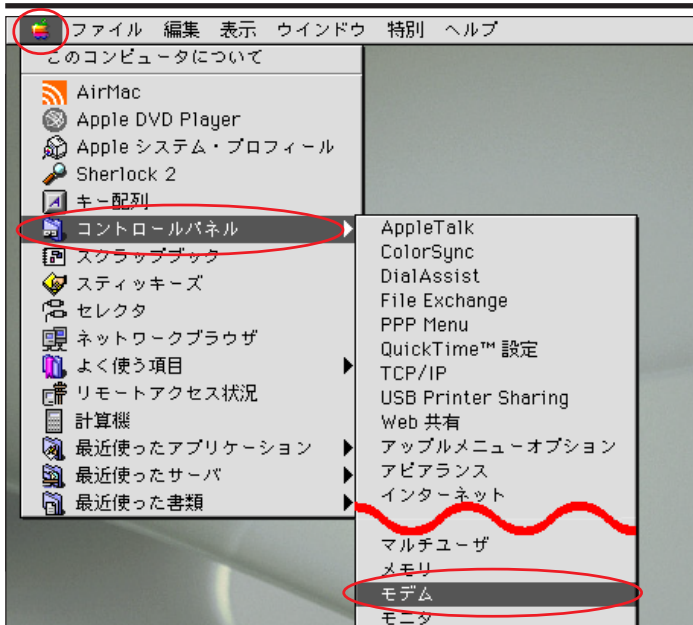 ファイル 編集 表示 ウインドウ 特別 ヘルプ
このコンピュータについて
AirMac
Apple DVD Player
Apple システム・プロフィール
Sherlock 2
キー配列
コントロールパネル
スクラップブック
スティッキーズ
セレクタ
ネットワークブラウザ
よく使う項目
リモートアクセス状況
計算機
最近使ったアプリケーション
最近使ったサーバ
最近使った書類
AppleTalk
ColorSync
DialAssist
File Exchange
PPP Menu
QuickTime™ 設定
TCP/IP
USB Printer Sharing
Web 共有
アップルメニューオプション
アピアランス
インターネット
マルチユーザ
メモリ
モデム
モニタ